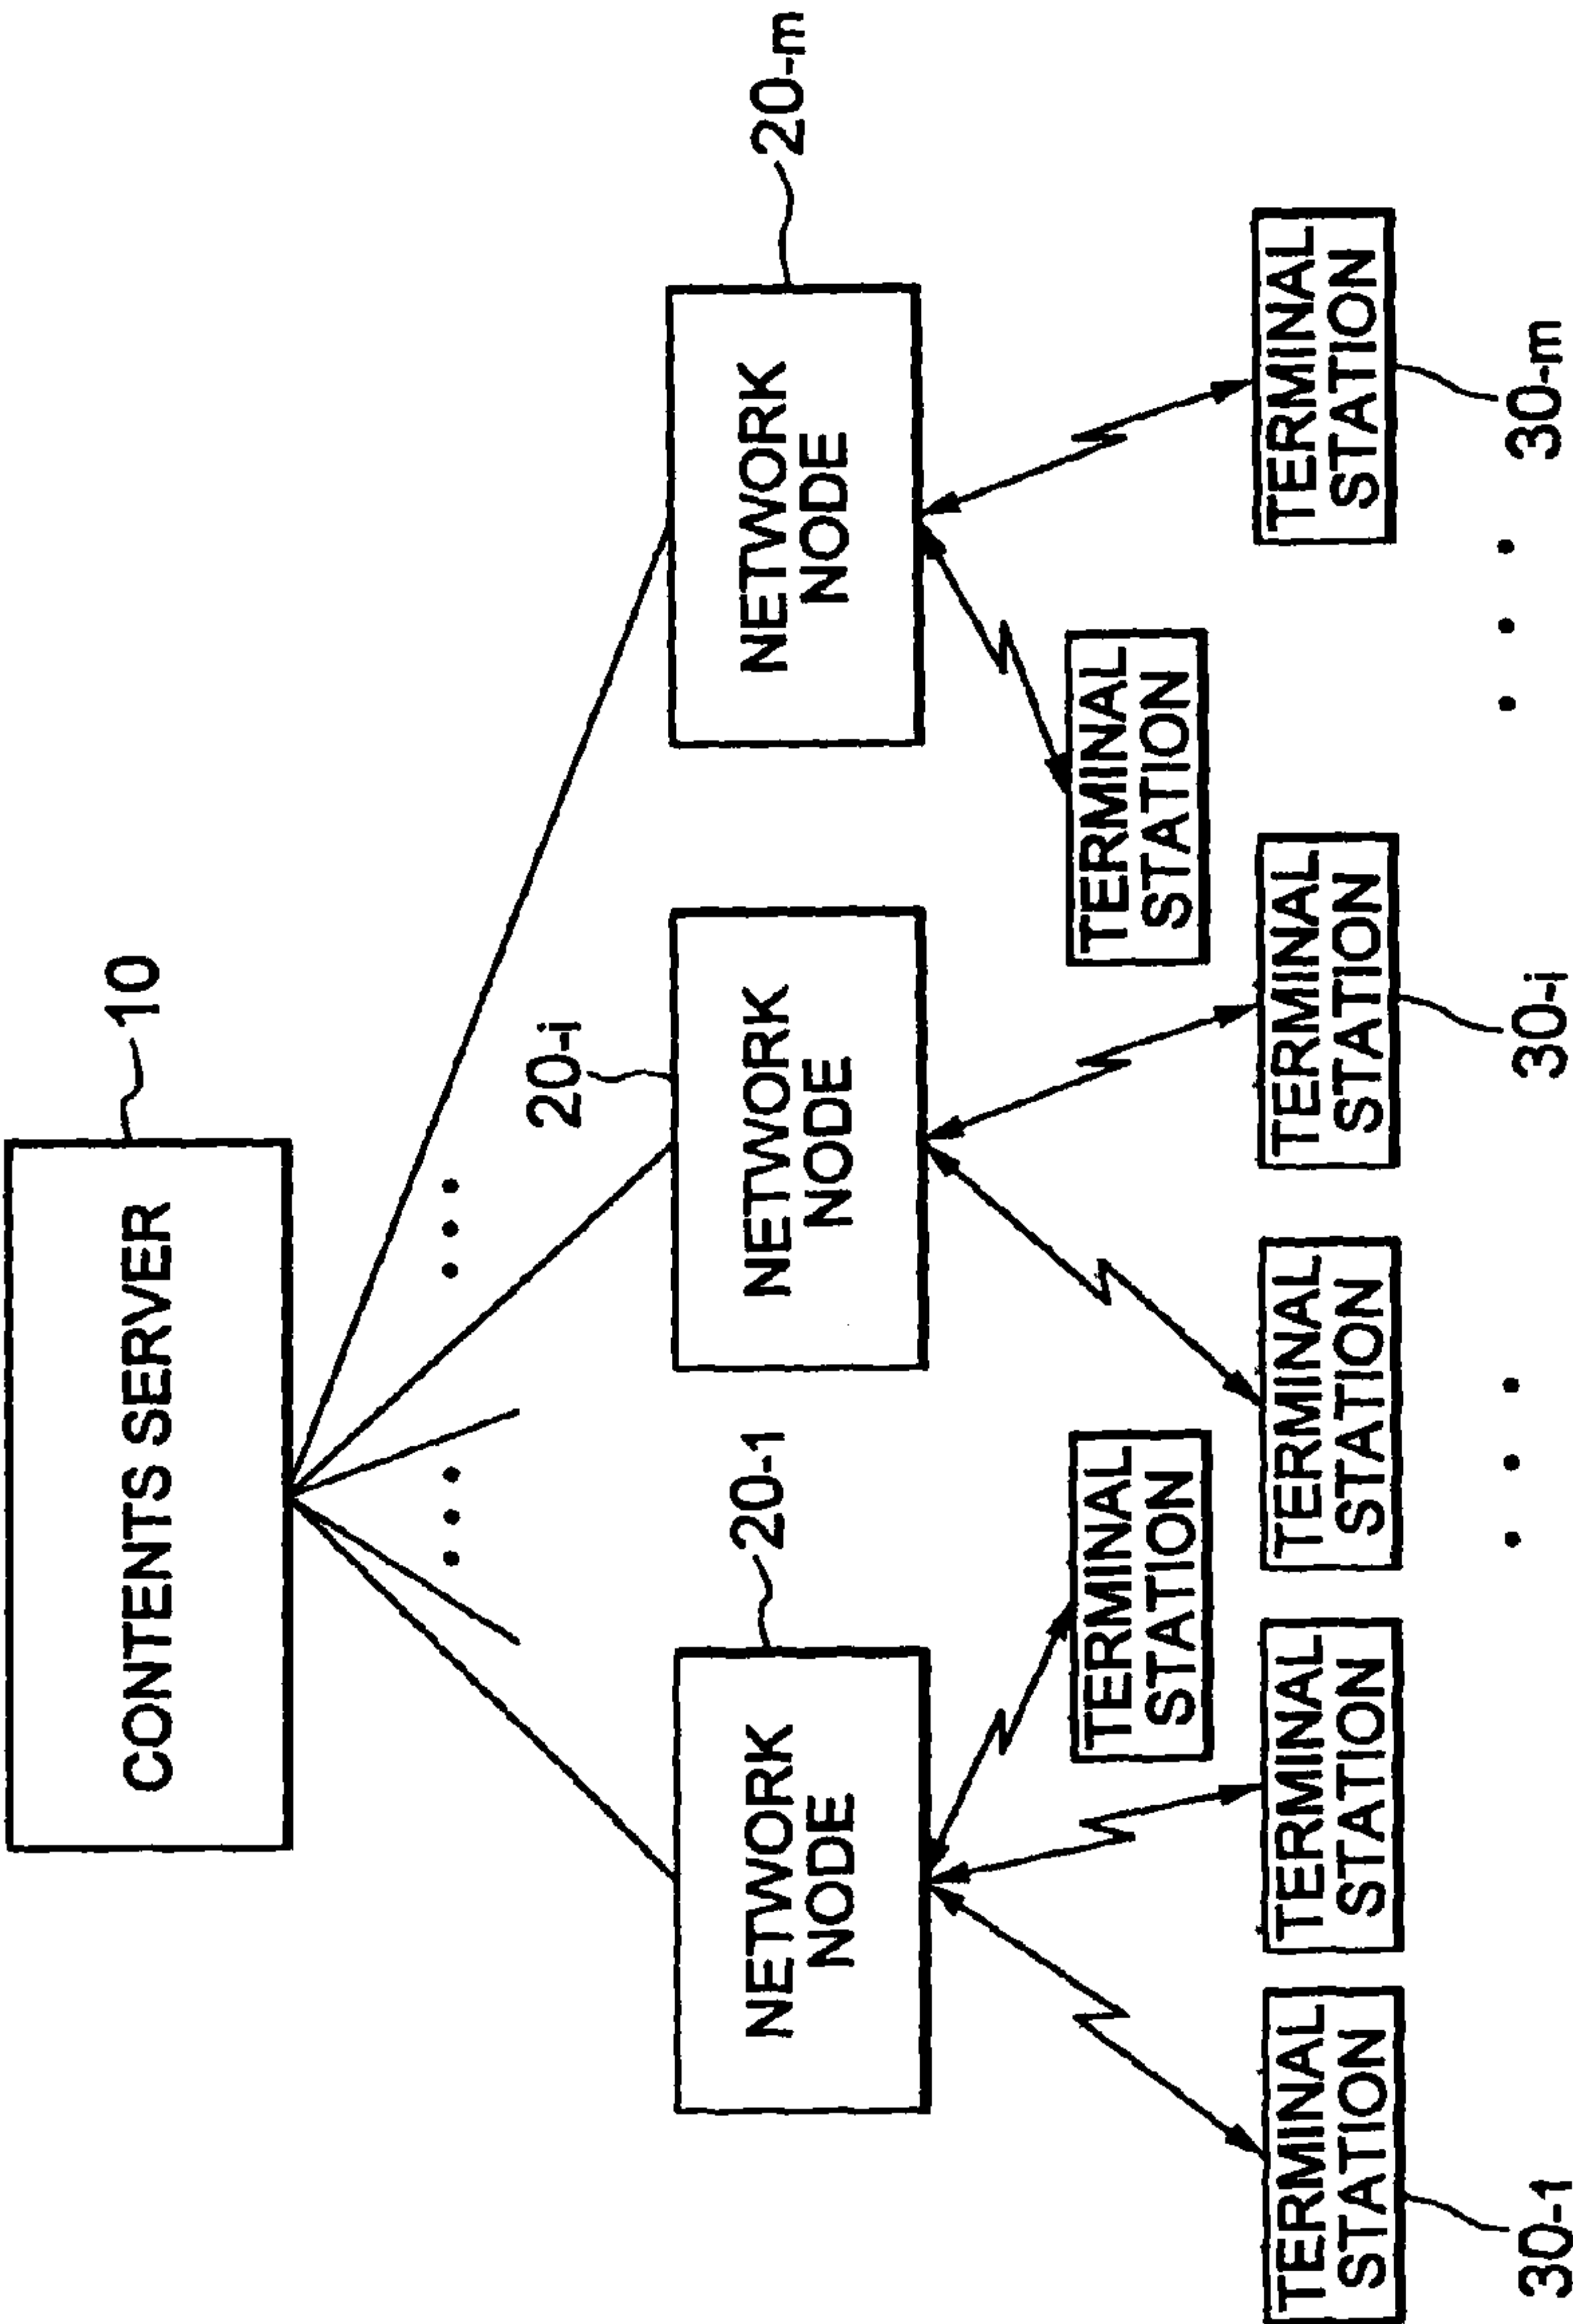 CONTENTS SERVER
10
20-1
20-i
20-m
NETWORK
NODE
NETWORK
NODE
NETWORK
NODE
TERMINAL
STATION
TERMINAL
STATION
TERMINAL
STATION
TERMINAL
STATION
TERMINAL
STATION
TERMINAL
STATION
TERMINAL
STATION
30-1
30-i
30-m